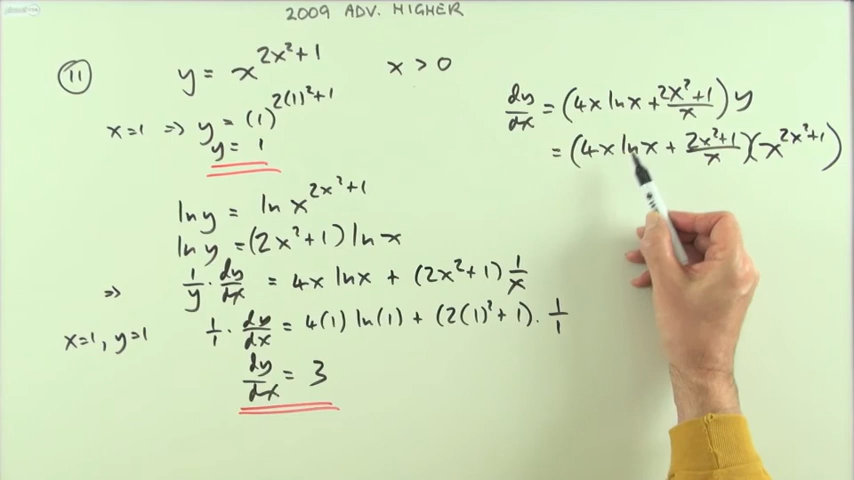 2009 ADV. HIGHER
11
y = x^{2x²+1}   x > 0
x=1 => y = (1)^{2(1)²+1}
y = 1
ln y = ln x^{2x²+1}
ln y = (2x²+1) ln x
=> 1/y · dy/dx = 4x ln x + (2x²+1) 1/x
x=1, y=1   1/1 · dy/dx = 4(1) ln(1) + (2(1)²+1) · 1/1
dy/dx = 3
dy/dx = (4x ln x + (2x²+1)/x) y
= (4x ln x + (2x²+1)/x)(x^{2x²+1})